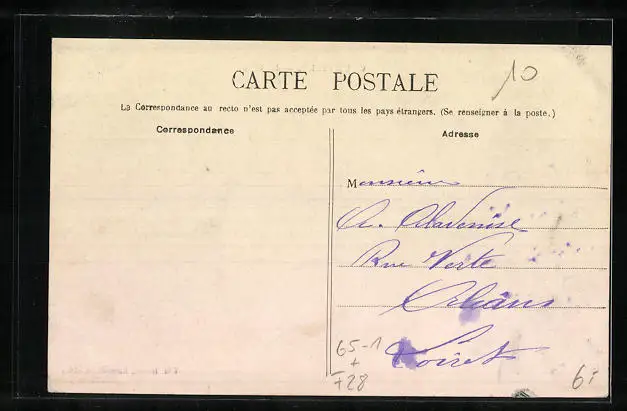 10
CARTE POSTALE
La Correspondance au recto n'est pas acceptée par tous les pays étrangers. (Se renseigner à la poste.)
Correspondance
Adresse
Monsieur
Rue Verte
Orléans
Loiret
65-1
+
F28
6,